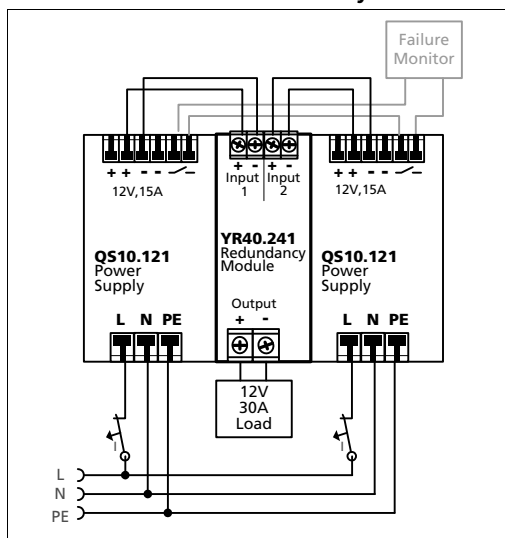 Failure
Monitor
+ + - -
12V,15A
+ - + -
Input Input
1 2
+ + - -
12V,15A
QS10.121
Power
Supply
YR40.241
Redundancy
Module
QS10.121
Power
Supply
Output
+ -
L N PE
L N PE
12V
30A
Load
I
I
L
N
PE